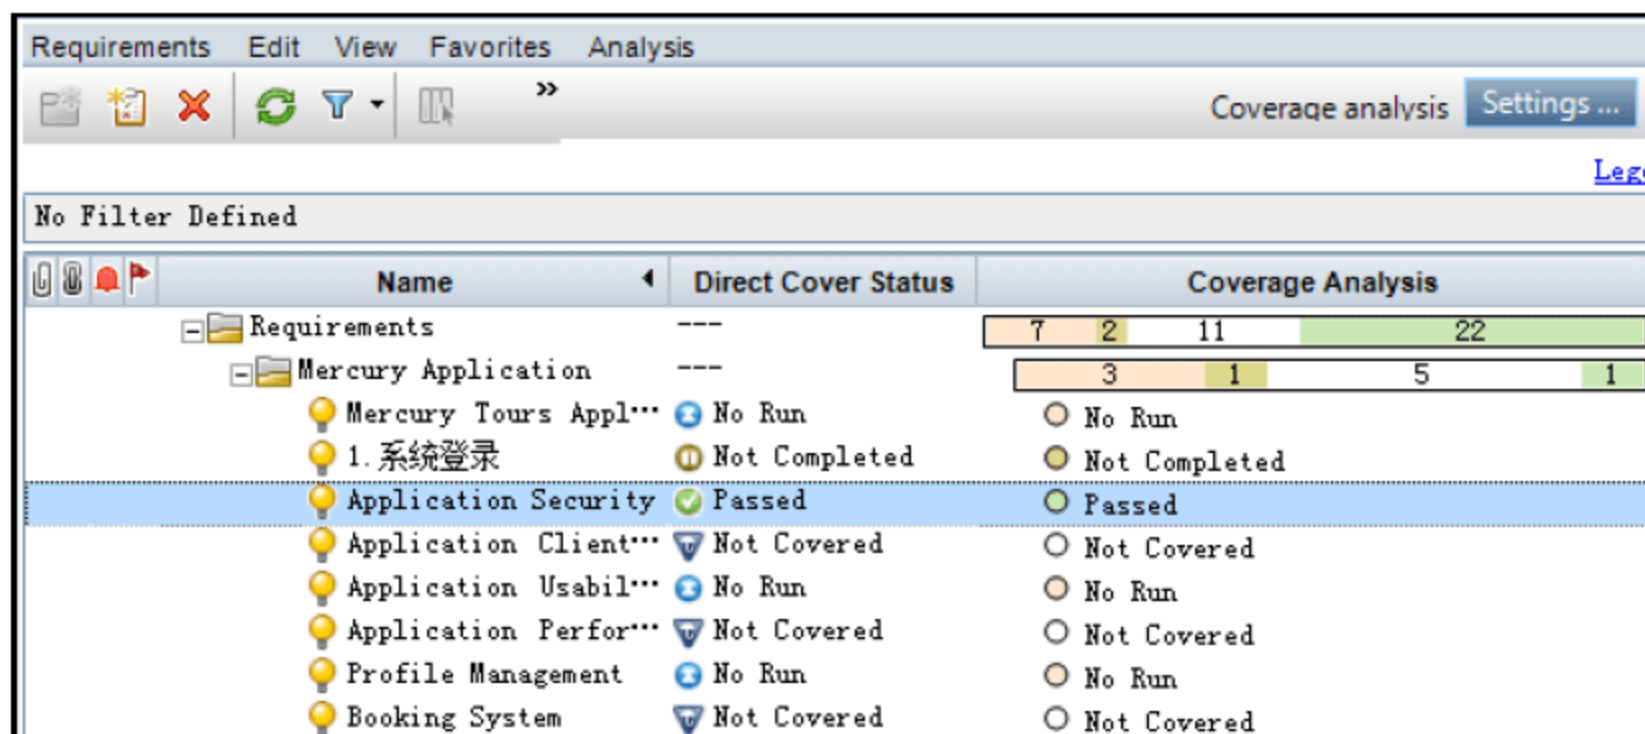 Requirements Edit View Favorites Analysis
» Coverage analysis Settings ...
No Filter Defined
Name Direct Cover Status Coverage Analysis
Requirements --- 7 2 11 22
Mercury Application --- 3 1 5 1
Mercury Tours Appl... No Run No Run
1.系统登录 Not Completed Not Completed
Application Security Passed Passed
Application Client... Not Covered Not Covered
Application Usabil... No Run No Run
Application Perfor... Not Covered Not Covered
Profile Management No Run No Run
Booking System Not Covered Not Covered